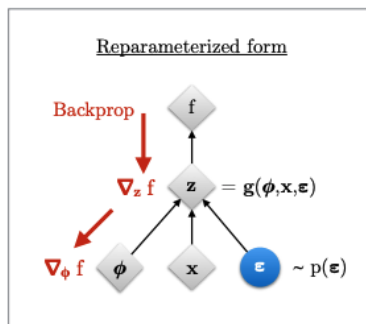 Reparameterized form
Backprop
f
∇z f
z
= g(ϕ,x,ε)
∇ϕ f
ϕ
x
ε
~ p(ε)